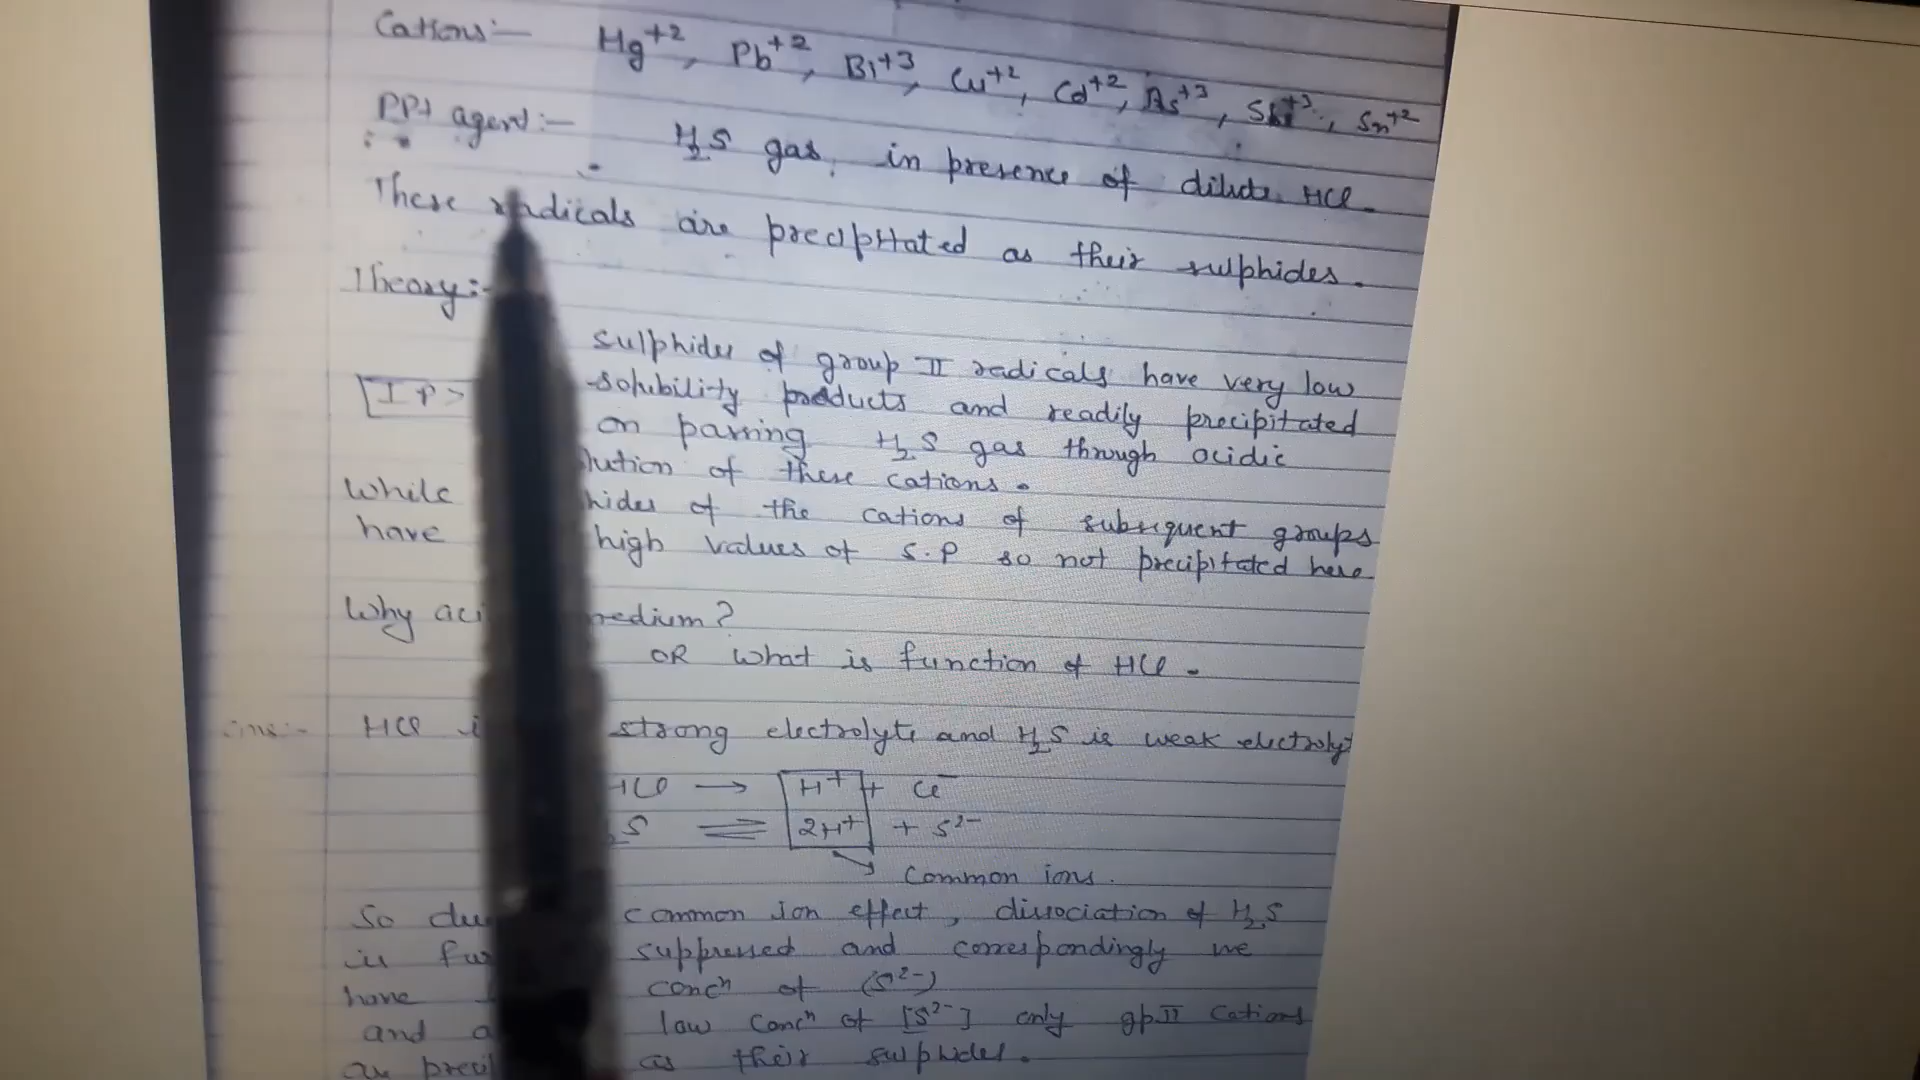 Cations:- Hg+2, Pb+2, Bi+3, Cu+2, Cd+2, As+3, Sb+3, Sn+2
PPt agent:- H2S gas, in presence of dilute HCl.
These radicals are precipitated as their sulphides.
Theory:-
sulphides of group II radicals have very low
IP> solubility products and readily precipitated
on passing H2S gas through acidic
lution of these cations.
While hides of the cations of subsequent groups
have high values of S.P so not precipitated here
Why aci medium?
OR what is function of HCl.
Ans:- HCl i strong electrolyte and H2S is weak electrolyt
HCl → H+ + Cl-
2S ⇌ 2H+ + S2-
Common ions.
So du common ion effect, dissociation of H2S
is fu suppressed and correspondingly we
have concn of (S2-)
and a low concn of [S2-] only gp II cations
as their sulphides.